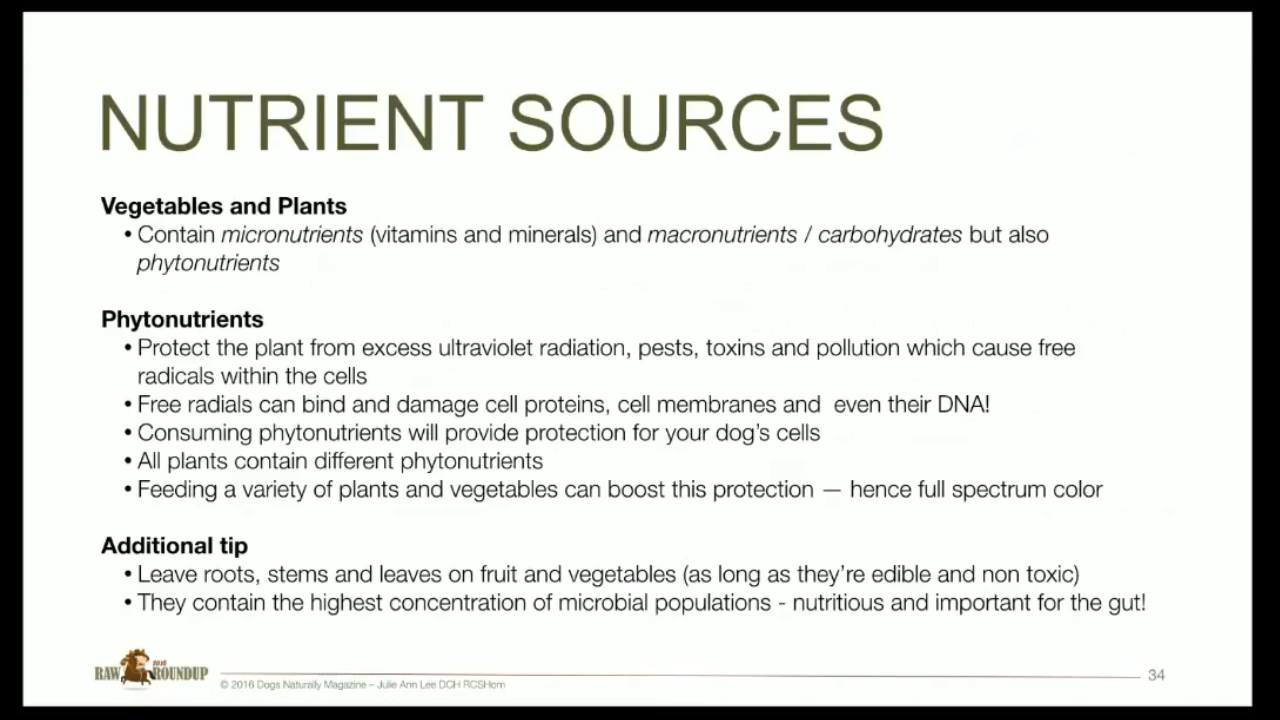 NUTRIENT SOURCES
Vegetables and Plants
• Contain micronutrients (vitamins and minerals) and macronutrients / carbohydrates but also
phytonutrients
Phytonutrients
• Protect the plant from excess ultraviolet radiation, pests, toxins and pollution which cause free
radicals within the cells
• Free radials can bind and damage cell proteins, cell membranes and  even their DNA!
• Consuming phytonutrients will provide protection for your dog's cells
• All plants contain different phytonutrients
• Feeding a variety of plants and vegetables can boost this protection — hence full spectrum color
Additional tip
• Leave roots, stems and leaves on fruit and vegetables (as long as they're edible and non toxic)
• They contain the highest concentration of microbial populations - nutritious and important for the gut!
RAW 2016 ROUNDUP
© 2016 Dogs Naturally Magazine – Julie Ann Lee DCH RCSHom
34